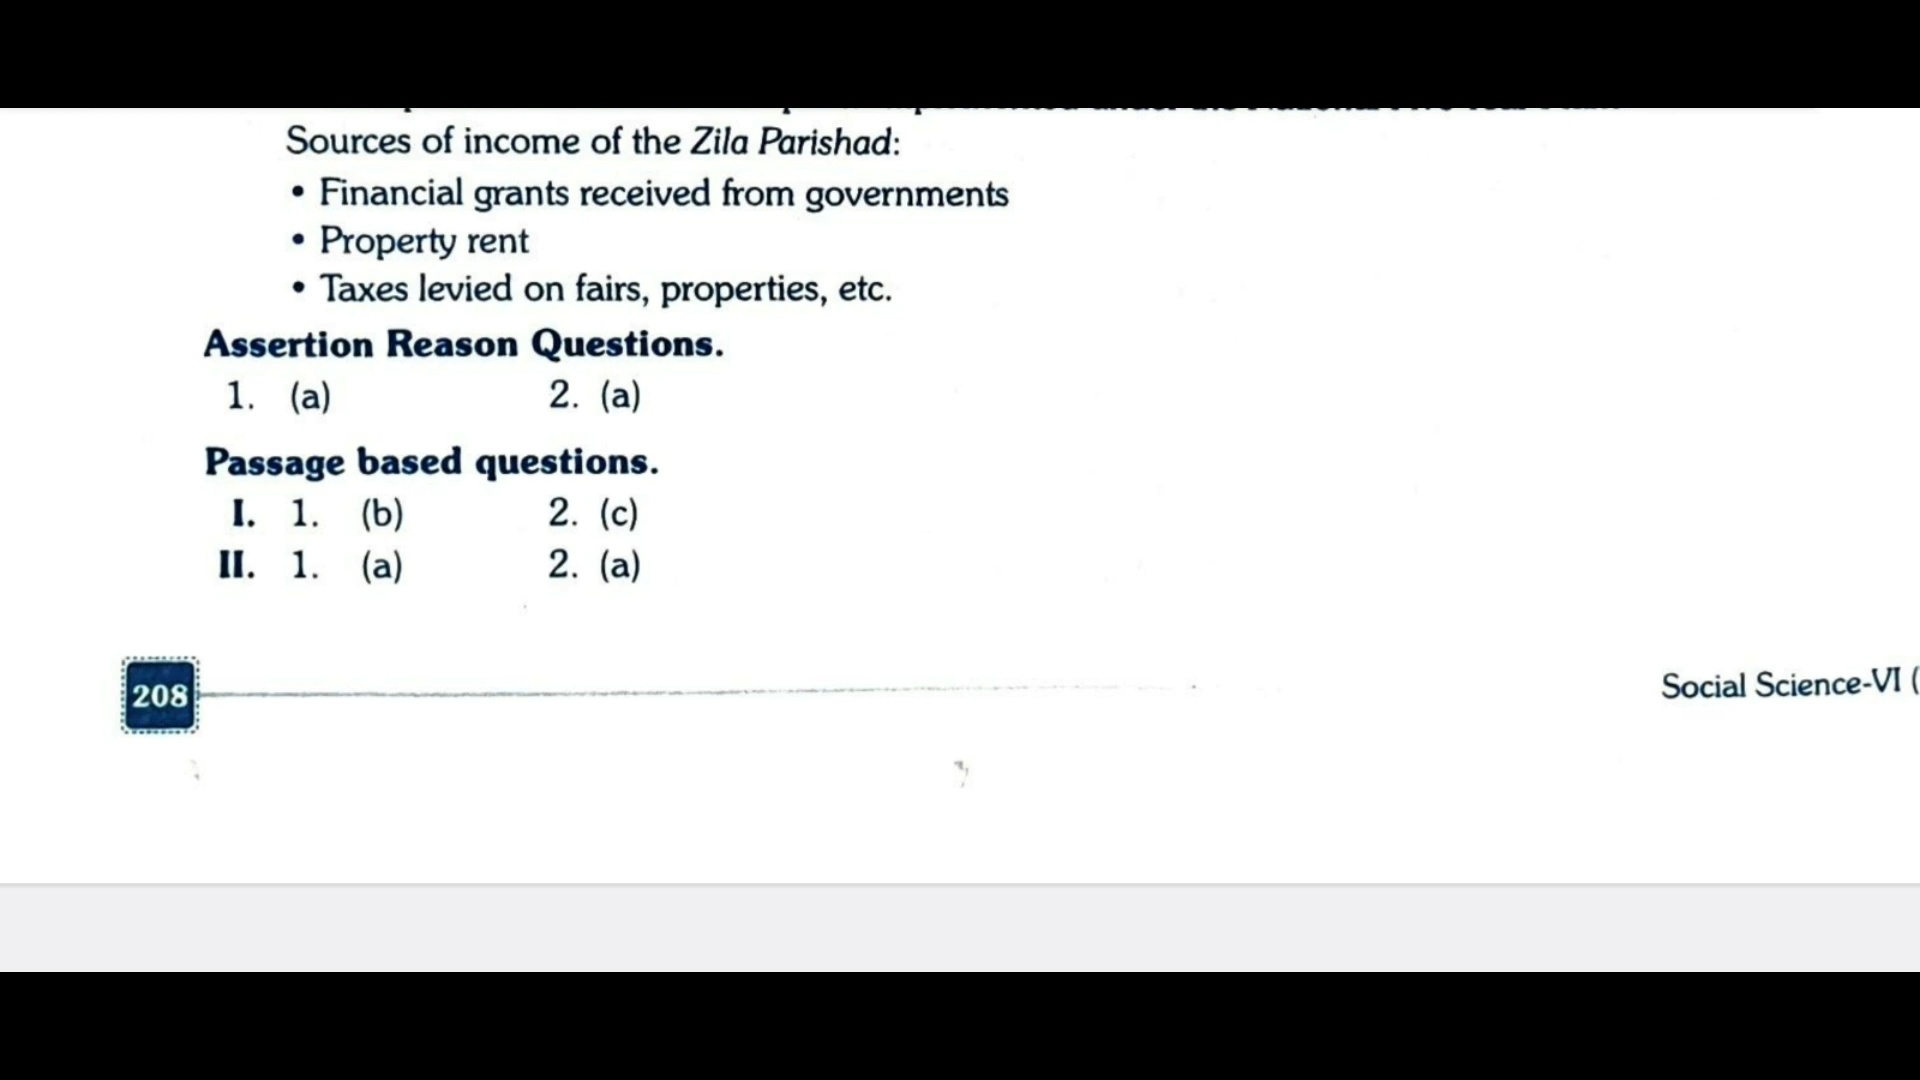 Sources of income of the Zila Parishad:
• Financial grants received from governments
• Property rent
• Taxes levied on fairs, properties, etc.
Assertion Reason Questions.
1. (a) 2. (a)
Passage based questions.
I. 1. (b) 2. (c)
II. 1. (a) 2. (a)
208
Social Science-VI (